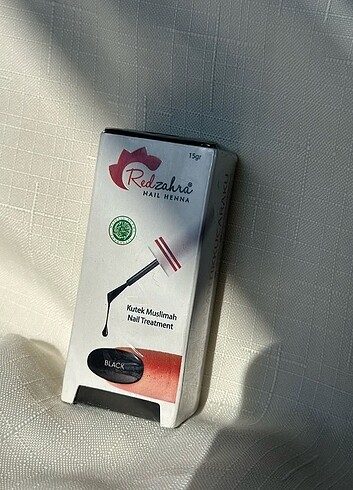 15gr
Redzahra®
NAIL HENNA
Kutek Muslimah
Nail Treatment
BLACK